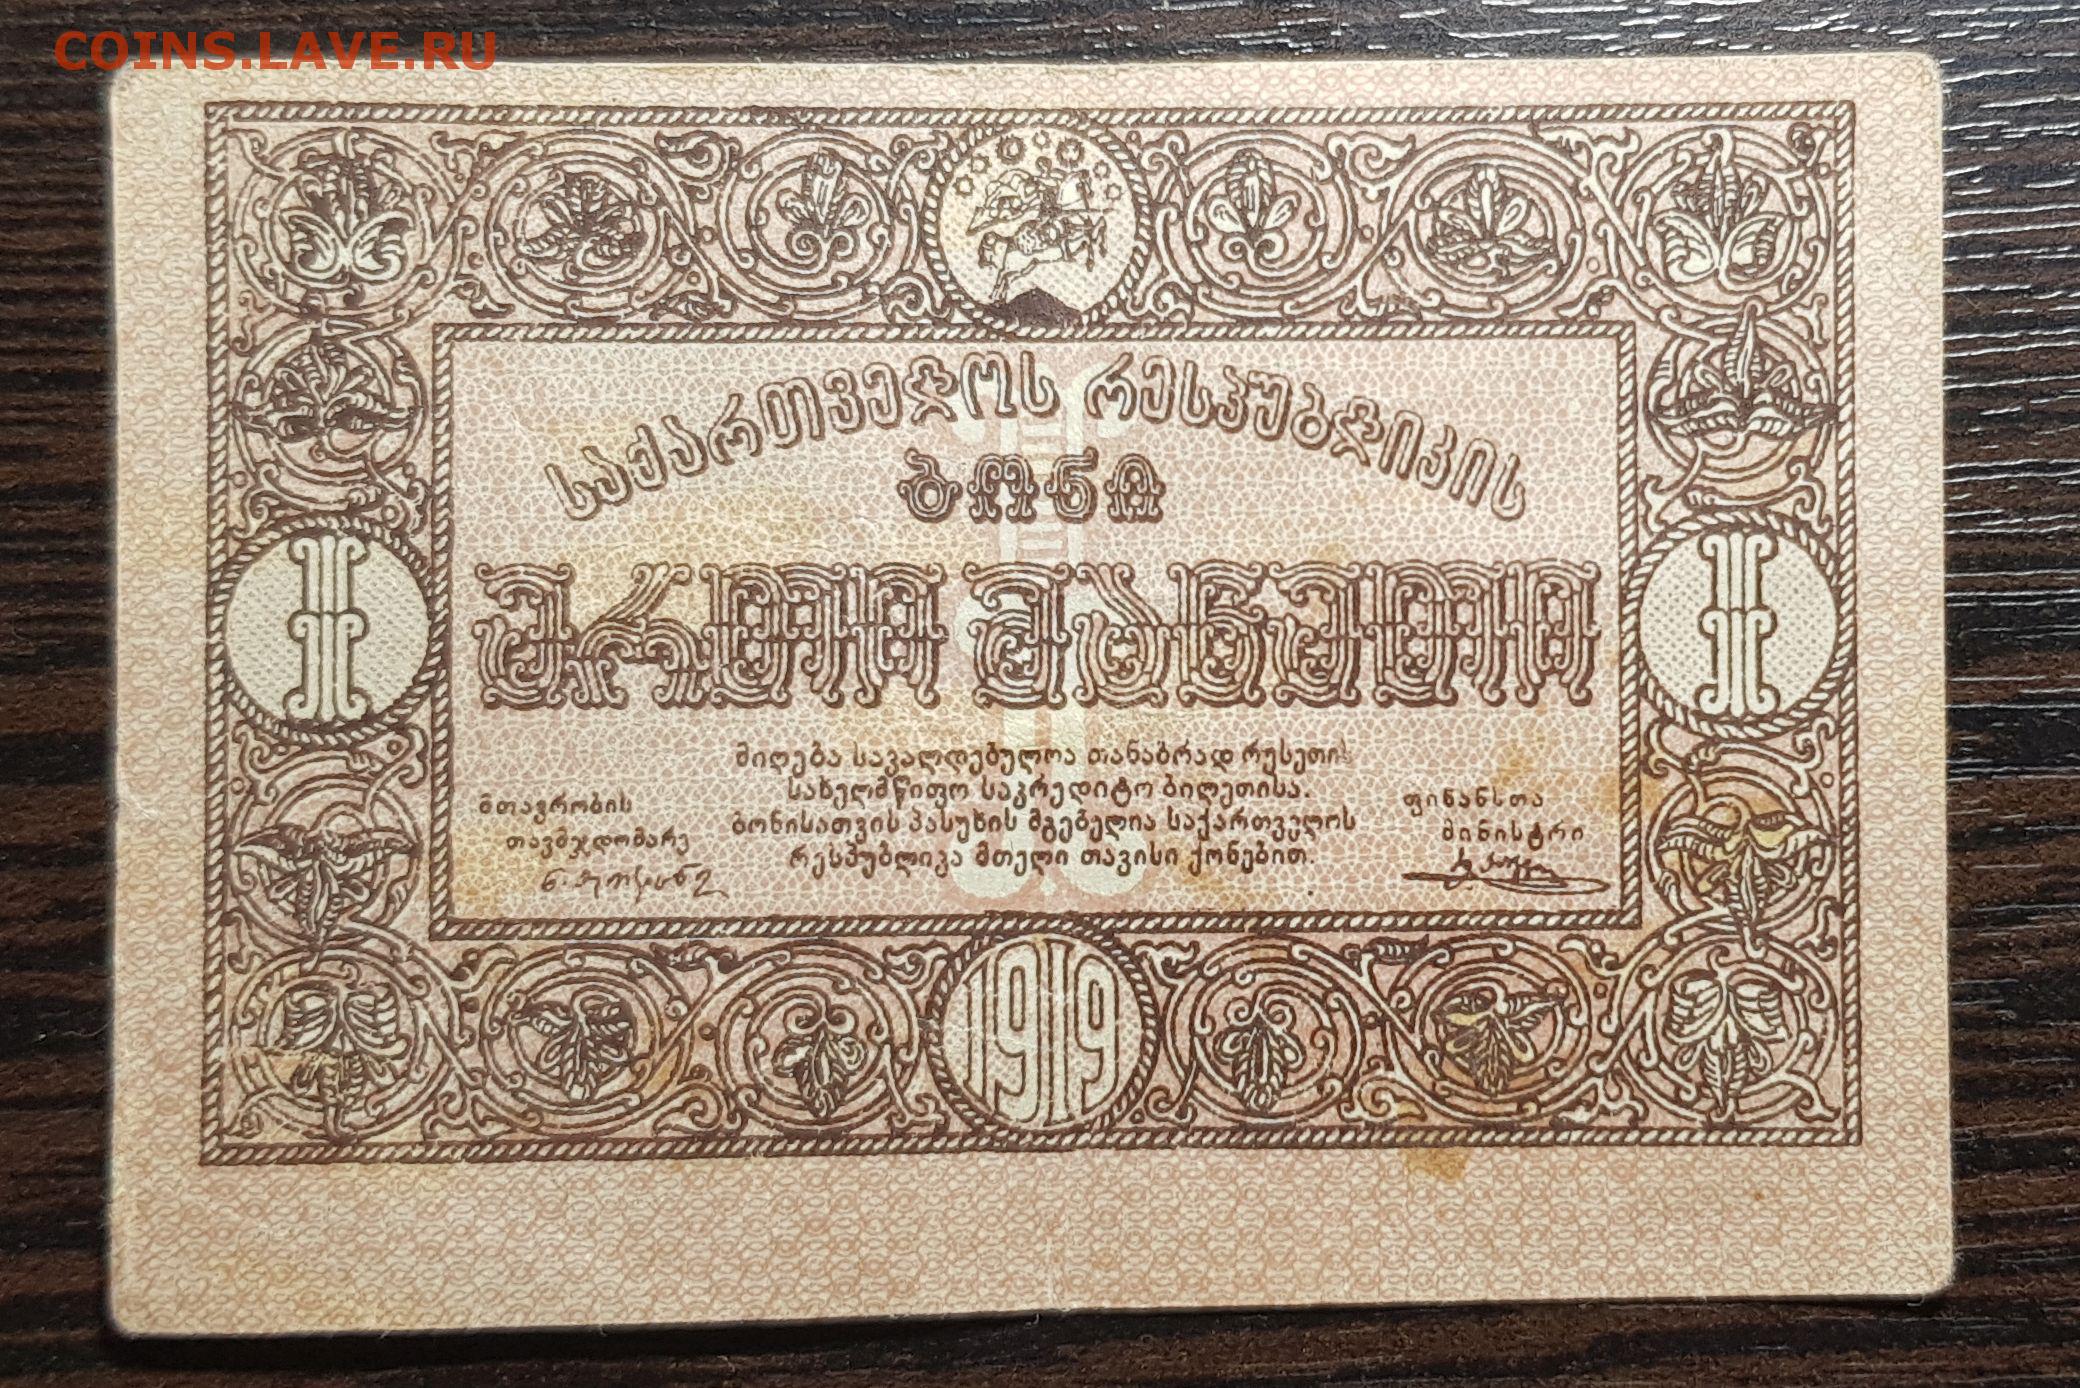 COINS.LAVE.RU
საქართველოს რესპუბლიკის
ბონი
I
ერთი მანეთი
I
მიღება სავალდებულოა თანაბრად რუსეთის
სახელმწიფო საკრედიტო ბილეთისა.
ბონისათვის პასუხის მგებელია საქართველოს
რესპუბლიკა მთელი თავისი ქონებით.
მთავრობის
თავმჯდომარე
ფინანსთა
მინისტრი
1919